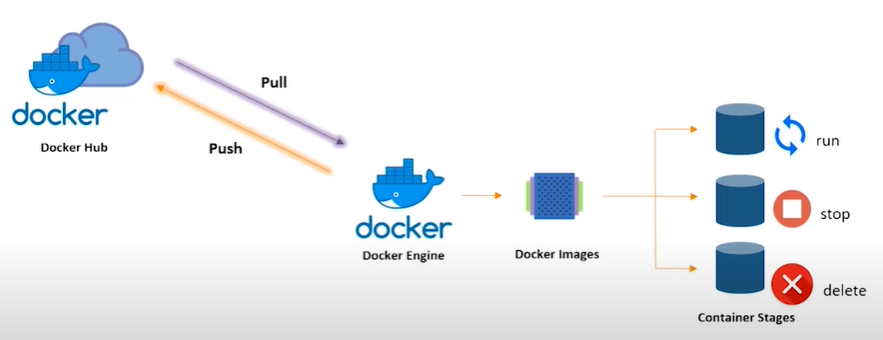 docker
Docker Hub
Pull
Push
docker
Docker Engine
Docker Images
run
stop
delete
Container Stages